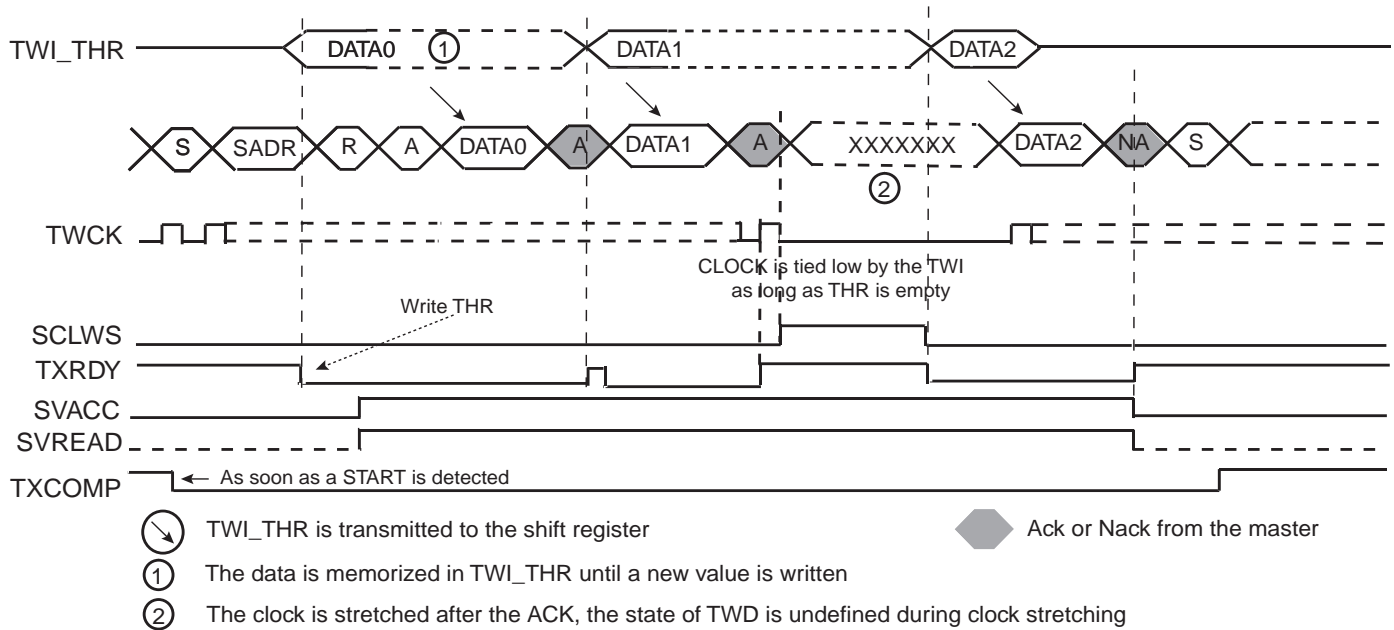 TWI_THR DATA0 1 DATA1 DATA2
S SADR R A DATA0 A DATA1 A XXXXXXX DATA2 NA S
2
TWCK
CLOCK is tied low by the TWI
as long as THR is empty
Write THR
SCLWS
TXRDY
SVACC
SVREAD
As soon as a START is detected
TXCOMP
TWI_THR is transmitted to the shift register
Ack or Nack from the master
1 The data is memorized in TWI_THR until a new value is written
2 The clock is stretched after the ACK, the state of TWD is undefined during clock stretching